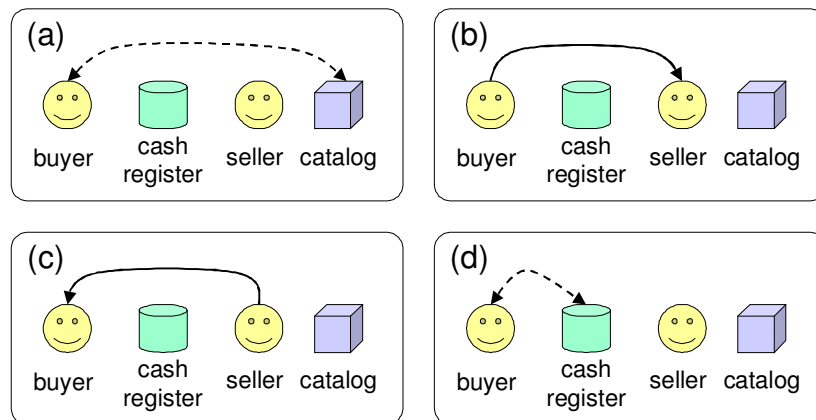 (a)
buyer
cash
register
seller
catalog
(b)
buyer
cash
register
seller
catalog
(c)
buyer
cash
register
seller
catalog
(d)
buyer
cash
register
seller
catalog